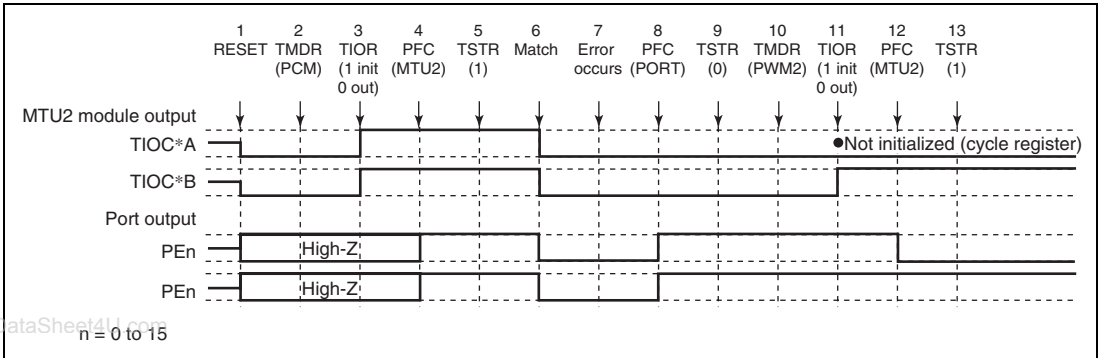 1 2 3 4 5 6 7 8 9 10 11 12 13
RESET TMDR TIOR PFC TSTR Match Error PFC TSTR TMDR TIOR PFC TSTR
(PCM) (1 init (MTU2) (1) occurs (PORT) (0) (PWM2) (1 init (MTU2) (1)
0 out) 0 out)
MTU2 module output
TIOC*A
●Not initialized (cycle register)
TIOC*B
Port output
PEn
High-Z
PEn
High-Z
ataSheet4U.com
n = 0 to 15